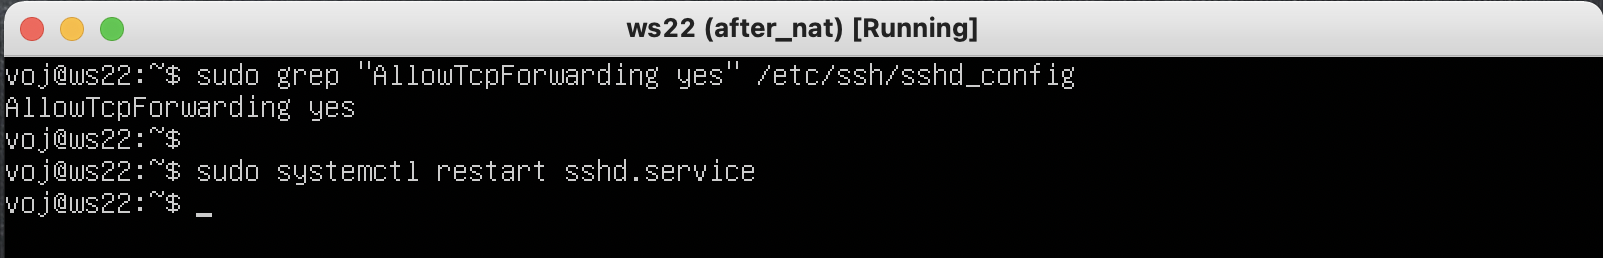 ws22 (after_nat) [Running]
voj@ws22:~$ sudo grep "AllowTcpForwarding yes" /etc/ssh/sshd_config
AllowTcpForwarding yes
voj@ws22:~$
voj@ws22:~$ sudo systemctl restart sshd.service
voj@ws22:~$ _